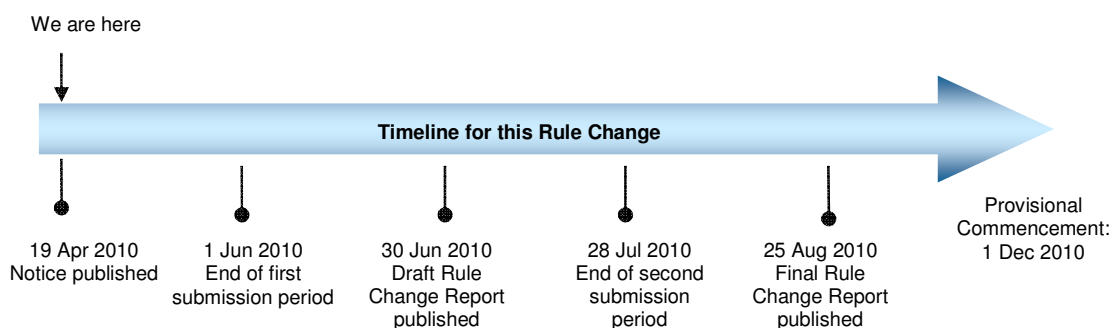 We are here
Timeline for this Rule Change
19 Apr 2010
Notice published
1 Jun 2010
End of first
submission period
30 Jun 2010
Draft Rule
Change Report
published
28 Jul 2010
End of second
submission
period
25 Aug 2010
Final Rule
Change Report
published
Provisional
Commencement:
1 Dec 2010